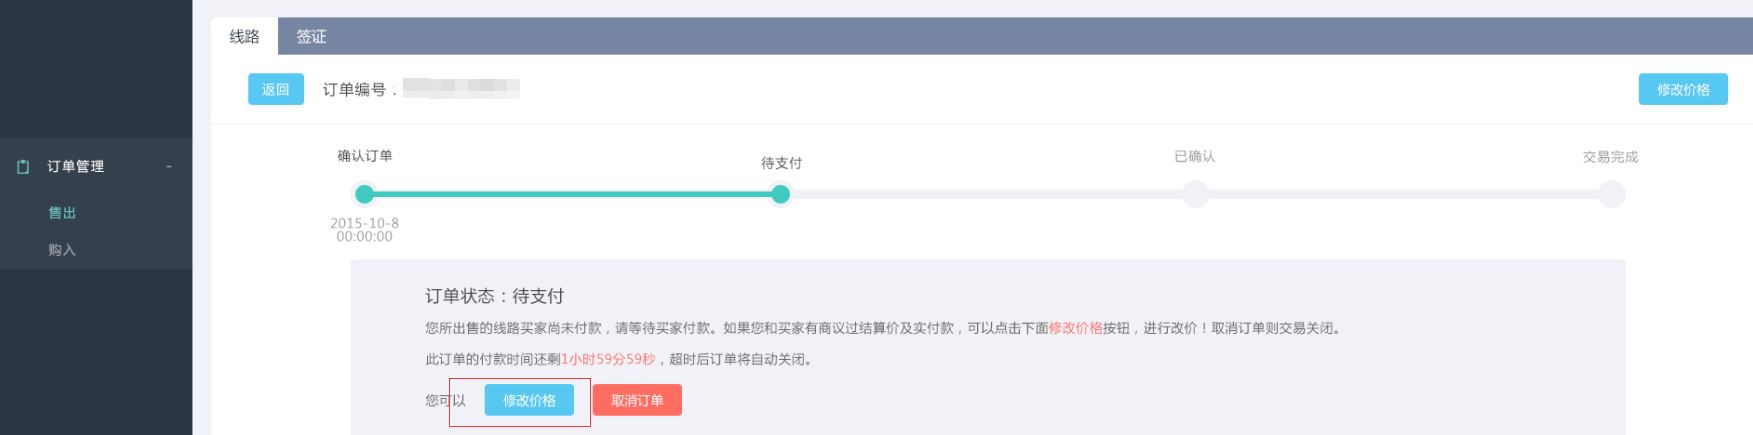 线路 签证
返回 订单编号： 修改价格
订单管理 -
售出
购入
确认订单 待支付 已确认 交易完成
2015-10-8
00:00:00
订单状态：待支付
您所出售的线路买家尚未付款，请等待买家付款。如果您和买家有商议过结算价及实付款，可以点击下面修改价格按钮，进行改价！取消订单则交易关闭。
此订单的付款时间还剩1小时59分59秒，超时后订单将自动关闭。
您可以 修改价格 取消订单